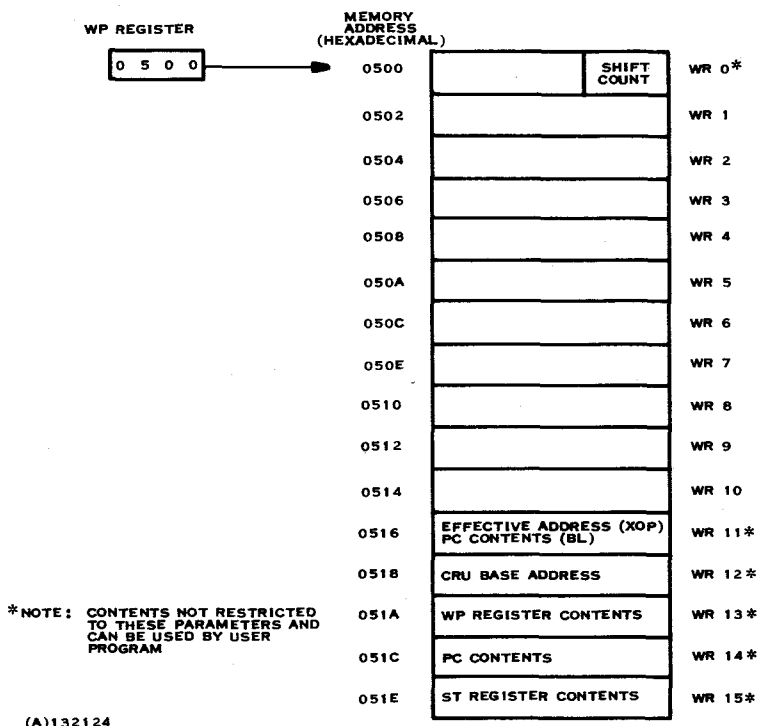 WP REGISTER
0 5 0 0
MEMORY
ADDRESS
(HEXADECIMAL)
0500 SHIFT COUNT WR 0*
0502 WR 1
0504 WR 2
0506 WR 3
0508 WR 4
050A WR 5
050C WR 6
050E WR 7
0510 WR 8
0512 WR 9
0514 WR 10
0516 EFFECTIVE ADDRESS (XOP) PC CONTENTS (BL) WR 11*
0518 CRU BASE ADDRESS WR 12*
051A WP REGISTER CONTENTS WR 13*
051C PC CONTENTS WR 14*
051E ST REGISTER CONTENTS WR 15*
*NOTE: CONTENTS NOT RESTRICTED
TO THESE PARAMETERS AND
CAN BE USED BY USER
PROGRAM
(A)132124